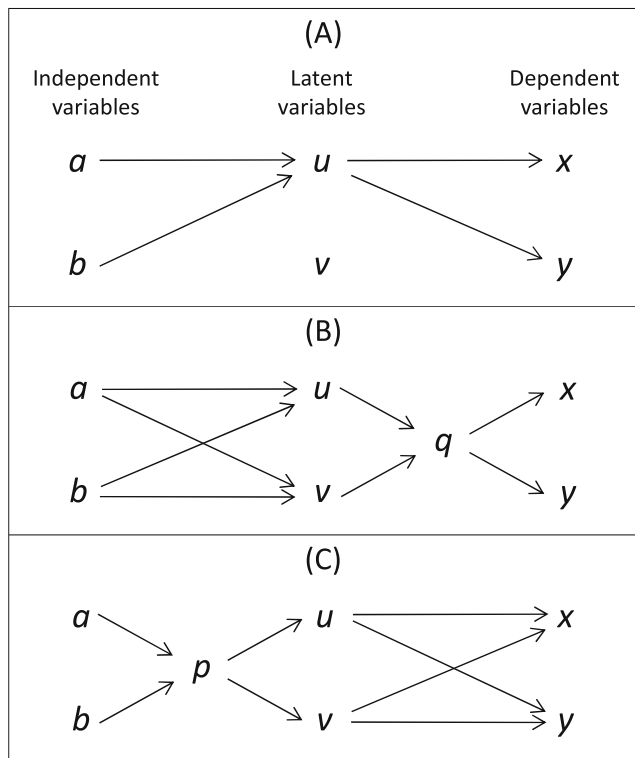 (A)
Independent variables
Latent variables
Dependent variables
a u x
b v y
(B)
a u x
q
b v y
(C)
a u x
p
b v y